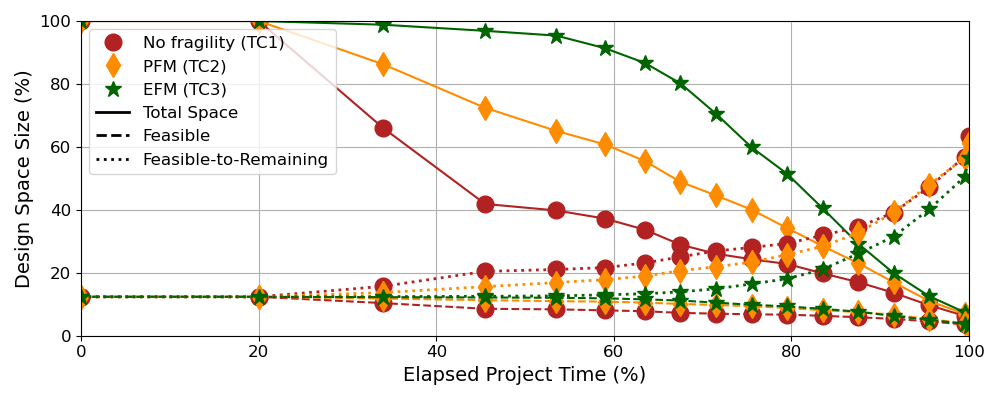 100
80
60
40
20
0
Design Space Size (%)
No fragility (TC1)
PFM (TC2)
EFM (TC3)
Total Space
Feasible
Feasible-to-Remaining
0 20 40 60 80 100
Elapsed Project Time (%)